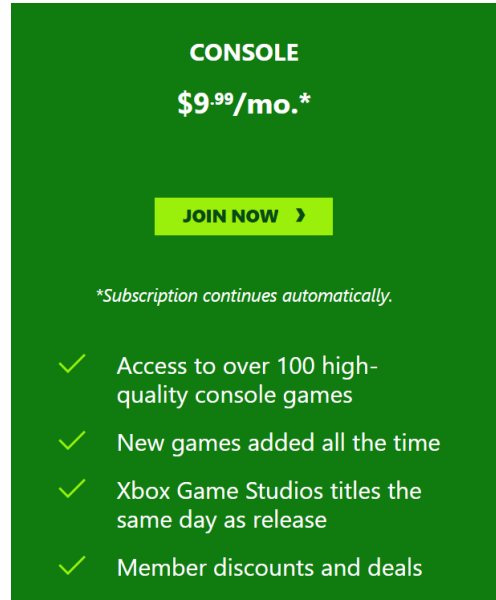 CONSOLE
$9.99/mo.*
JOIN NOW
*Subscription continues automatically.
Access to over 100 high-
quality console games
New games added all the time
Xbox Game Studios titles the
same day as release
Member discounts and deals